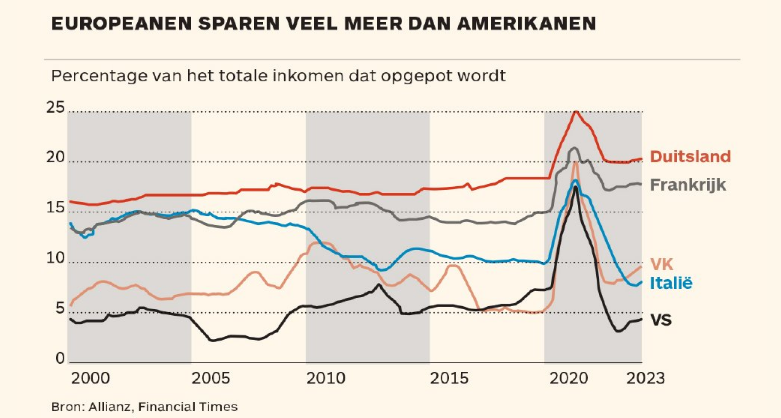 EUROPEANEN SPAREN VEEL MEER DAN AMERIKANEN
Percentage van het totale inkomen dat opgepot wordt
25
20
15
10
5
0
Duitsland
Frankrijk
VK
Italië
VS
2000 2005 2010 2015 2020 2023
Bron: Allianz, Financial Times